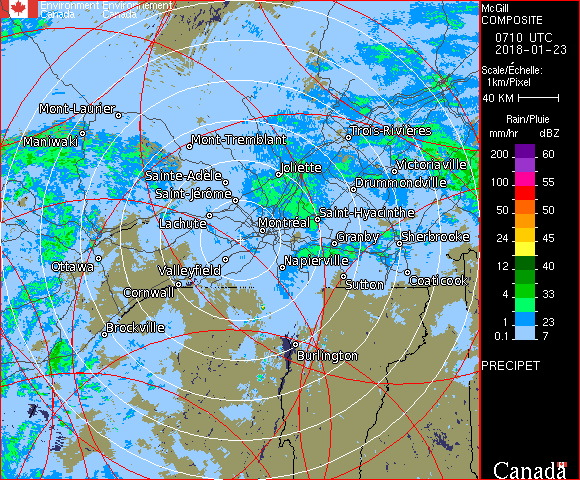 Environment Environnement
Canada Canada
Mont-Laurier
Maniwaki
Mont-Tremblant
Trois-Rivières
Joliette
Victoriaville
Sainte-Adèle
Drummondville
Saint-Jérôme
Saint-Hyacinthe
Lachute
Montréal
Granby
Sherbrooke
Ottawa
Valleyfield
Napierville
Cornwall
Sutton
Coaticook
Brockville
Burlington
McGill
COMPOSITE
0710 UTC
2018-01-23
Scale/Échelle:
1km/Pixel
40 KM
Rain/Pluie
mm/hr dBZ
200 60
100 55
50 50
24 45
12 40
4 33
1 23
0.1 7
PRECIPET
Canada